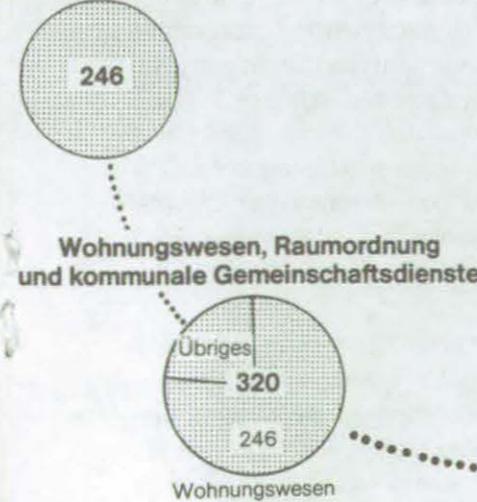 246
Wohnungswesen, Raumordnung
und kommunale Gemeinschaftsdienste
Übriges
320
246
Wohnungswesen